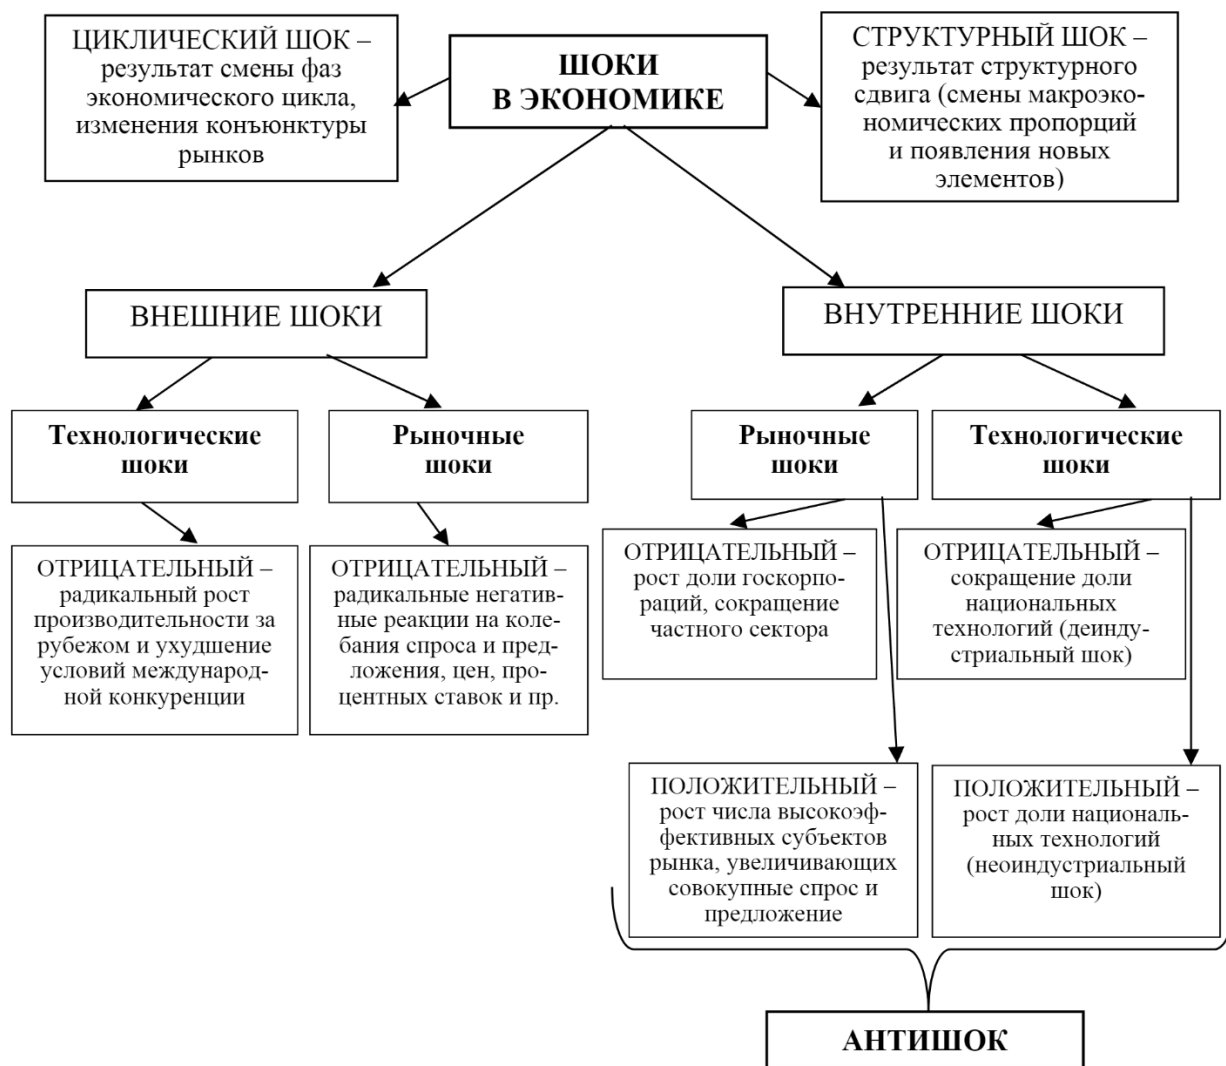 ЦИКЛИЧЕСКИЙ ШОК –
результат смены фаз
экономического цикла,
изменения конъюнктуры
рынков
ШОКИ
В ЭКОНОМИКЕ
СТРУКТУРНЫЙ ШОК –
результат структурного
сдвига (смены макроэко-
номических пропорций
и появления новых
элементов)
ВНЕШНИЕ ШОКИ
ВНУТРЕННИЕ ШОКИ
Технологические
шоки
Рыночные
шоки
Рыночные
шоки
Технологические
шоки
ОТРИЦАТЕЛЬНЫЙ –
радикальный рост
производительности за
рубежом и ухудшение
условий международ-
ной конкуренции
ОТРИЦАТЕЛЬНЫЙ –
радикальные негатив-
ные реакции на коле-
бания спроса и пред-
ложения, цен, про-
центных ставок и пр.
ОТРИЦАТЕЛЬНЫЙ –
рост доли госкорпо-
раций, сокращение
частного сектора
ОТРИЦАТЕЛЬНЫЙ –
сокращение доли
национальных
технологий (деинду-
стриальный шок)
ПОЛОЖИТЕЛЬНЫЙ –
рост числа высокоэф-
фективных субъектов
рынка, увеличивающих
совокупные спрос и
предложение
ПОЛОЖИТЕЛЬНЫЙ –
рост доли националь-
ных технологий
(неоиндустриальный
шок)
АНТИШОК